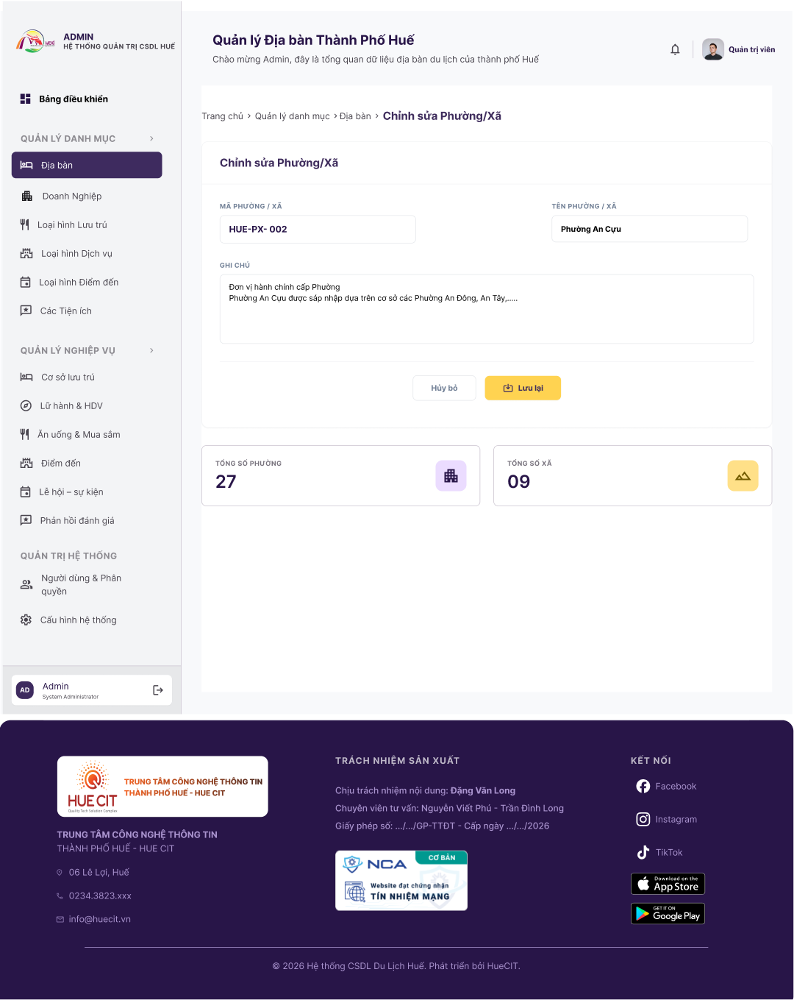 ADMIN
HỆ THỐNG QUẢN TRỊ CSDL HUẾ
Bảng điều khiển
QUẢN LÝ DANH MỤC
Địa bàn
Doanh Nghiệp
Loại hình Lưu trú
Loại hình Dịch vụ
Loại hình Điểm đến
Các Tiện ích
QUẢN LÝ NGHIỆP VỤ
Cơ sở lưu trú
Lữ hành & HDV
Ăn uống & Mua sắm
Điểm đến
Lễ hội – sự kiện
Phản hồi đánh giá
QUẢN TRỊ HỆ THỐNG
Người dùng & Phân
quyền
Cấu hình hệ thống
AD
Admin
System Administrator
Quản lý Địa bàn Thành Phố Huế
Chào mừng Admin, đây là tổng quan dữ liệu địa bàn du lịch của thành phố Huế
Quản trị viên
Trang chủ › Quản lý danh mục › Địa bàn › Chỉnh sửa Phường/Xã
Chỉnh sửa Phường/Xã
MÃ PHƯỜNG / XÃ
HUE-PX- 002
TÊN PHƯỜNG / XÃ
Phường An Cựu
GHI CHÚ
Đơn vị hành chính cấp Phường
Phường An Cựu được sáp nhập dựa trên cơ sở các Phường An Đông, An Tây,.....
Hủy bỏ
Lưu lại
TỔNG SỐ PHƯỜNG
27
TỔNG SỐ XÃ
09
HUE CIT
Quality Tech Solution Complex
TRUNG TÂM CÔNG NGHỆ THÔNG TIN
THÀNH PHỐ HUẾ - HUE CIT
TRUNG TÂM CÔNG NGHỆ THÔNG TIN
THÀNH PHỐ HUẾ - HUE CIT
06 Lê Lợi, Huế
0234.3823.xxx
info@huecit.vn
TRÁCH NHIỆM SẢN XUẤT
Chịu trách nhiệm nội dung: Đặng Văn Long
Chuyên viên tư vấn: Nguyễn Viết Phú - Trần Đình Long
Giấy phép số: .../.../GP-TTĐT - Cấp ngày .../.../2026
NCA
CƠ BẢN
Website đạt chứng nhận
TÍN NHIỆM MẠNG
KẾT NỐI
Facebook
Instagram
TikTok
Download on the
App Store
GET IT ON
Google Play
© 2026 Hệ thống CSDL Du Lịch Huế. Phát triển bởi HueCIT.